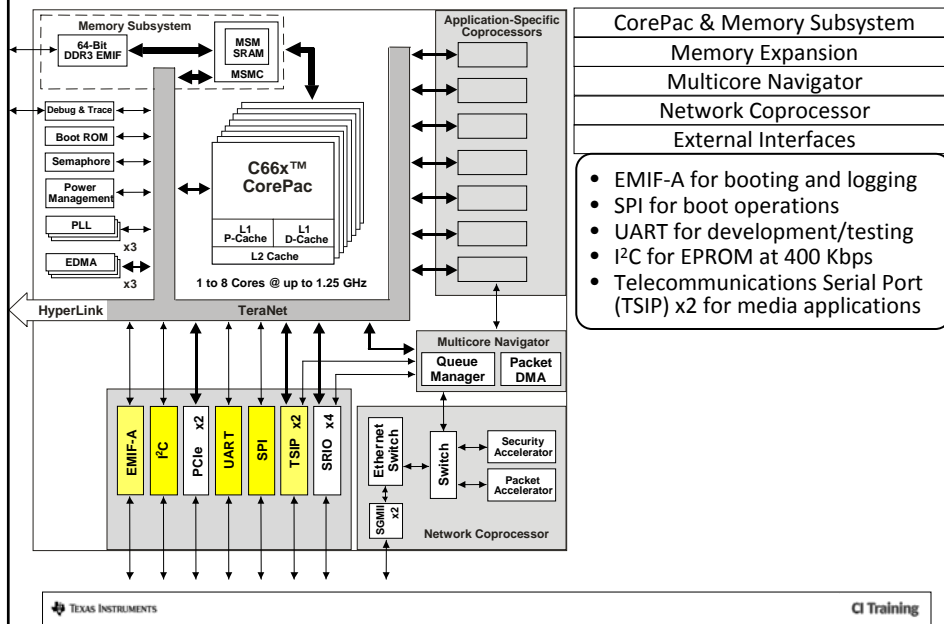 Memory Subsystem
64-Bit
DDR3 EMIF
MSM
SRAM
MSMC
Application-Specific
Coprocessors
Debug & Trace
Boot ROM
Semaphore
Power
Management
PLL
x3
EDMA
x3
C66x™
CorePac
L1
P-Cache
L1
D-Cache
L2 Cache
1 to 8 Cores @ up to 1.25 GHz
HyperLink
TeraNet
Multicore Navigator
Queue
Manager
Packet
DMA
EMIF-A
I²C
PCIe x2
UART
SPI
TSIP x2
SRIO x4
Ethernet
Switch
Switch
SGMII
x2
Security
Accelerator
Packet
Accelerator
Network Coprocessor
CorePac & Memory Subsystem
Memory Expansion
Multicore Navigator
Network Coprocessor
External Interfaces
• EMIF-A for booting and logging
• SPI for boot operations
• UART for development/testing
• I²C for EPROM at 400 Kbps
• Telecommunications Serial Port
(TSIP) x2 for media applications
TEXAS INSTRUMENTS
CI Training